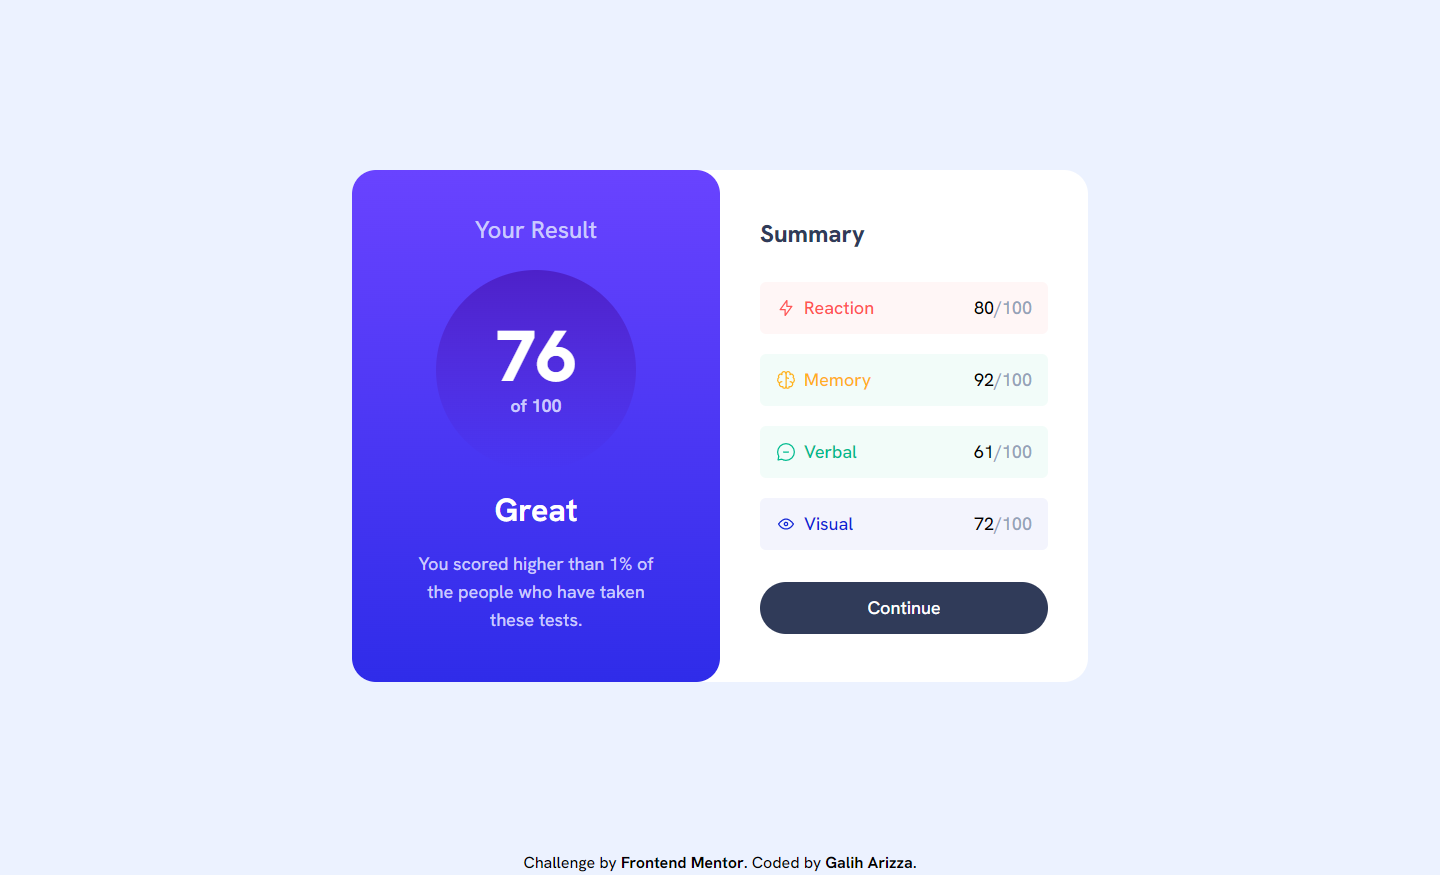 Your Result
76
of 100
Great
You scored higher than 1% of
the people who have taken
these tests.
Summary
Reaction 80/100
Memory 92/100
Verbal 61/100
Visual 72/100
Continue
Challenge by Frontend Mentor. Coded by Galih Arizza.